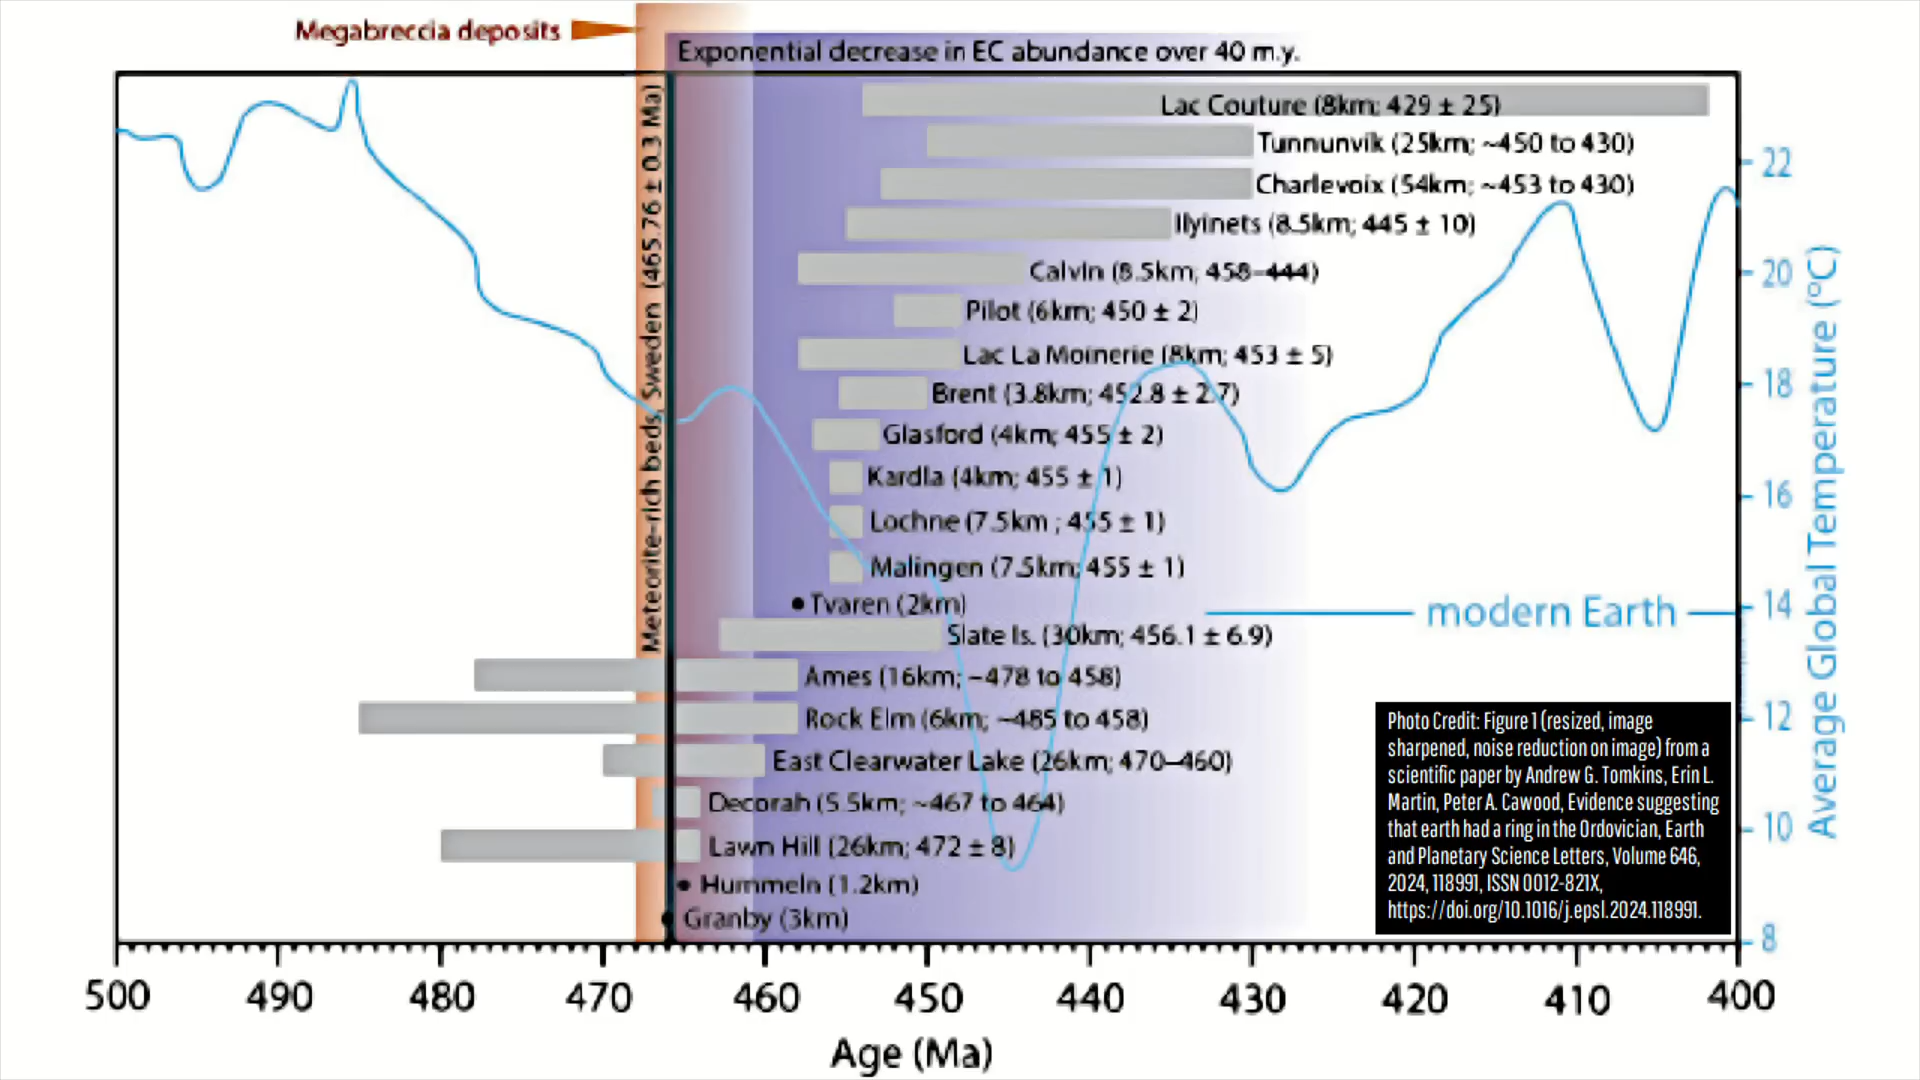 Megabreccia deposits
Exponential decrease in EC abundance over 40 m.y.
Meteorite-rich beds, Sweden (465.76 ± 0.3 Ma)
Lac Couture (8km; 429 ± 25)
Tunnunvik (25km; ~450 to 430)
Charlevoix (54km; ~453 to 430)
Ilyinets (8.5km; 445 ± 10)
Calvin (8.5km; 458–444)
Pilot (6km; 450 ± 2)
Lac La Moinerie (8km; 453 ± 5)
Brent (3.8km; 452.8 ± 2.7)
Glasford (4km; 455 ± 2)
Kardla (4km; 455 ± 1)
Lochne (7.5km ; 455 ± 1)
Malingen (7.5km; 455 ± 1)
Tvaren (2km)
Slate Is. (30km; 456.1 ± 6.9)
Ames (16km; ~478 to 458)
Rock Elm (6km; ~485 to 458)
East Clearwater Lake (26km; 470–460)
Decorah (5.5km; ~467 to 464)
Lawn Hill (26km; 472 ± 8)
Hummeln (1.2km)
Granby (3km)
modern Earth
22
20
18
16
14
12
10
8
Average Global Temperature (°C)
Photo Credit: Figure 1 (resized, image
sharpened, noise reduction on image) from a
scientific paper by Andrew G. Tomkins, Erin L.
Martin, Peter A. Cawood, Evidence suggesting
that earth had a ring in the Ordovician, Earth
and Planetary Science Letters, Volume 646,
2024, 118991, ISSN 0012-821X,
https://doi.org/10.1016/j.epsl.2024.118991.
500 490 480 470 460 450 440 430 420 410 400
Age (Ma)